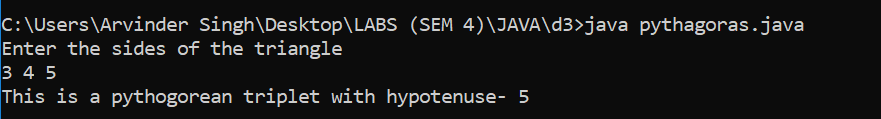 C:\Users\Arvinder Singh\Desktop\LABS (SEM 4)\JAVA\d3>java pythagoras.java
Enter the sides of the triangle
3 4 5
This is a pythogorean triplet with hypotenuse- 5